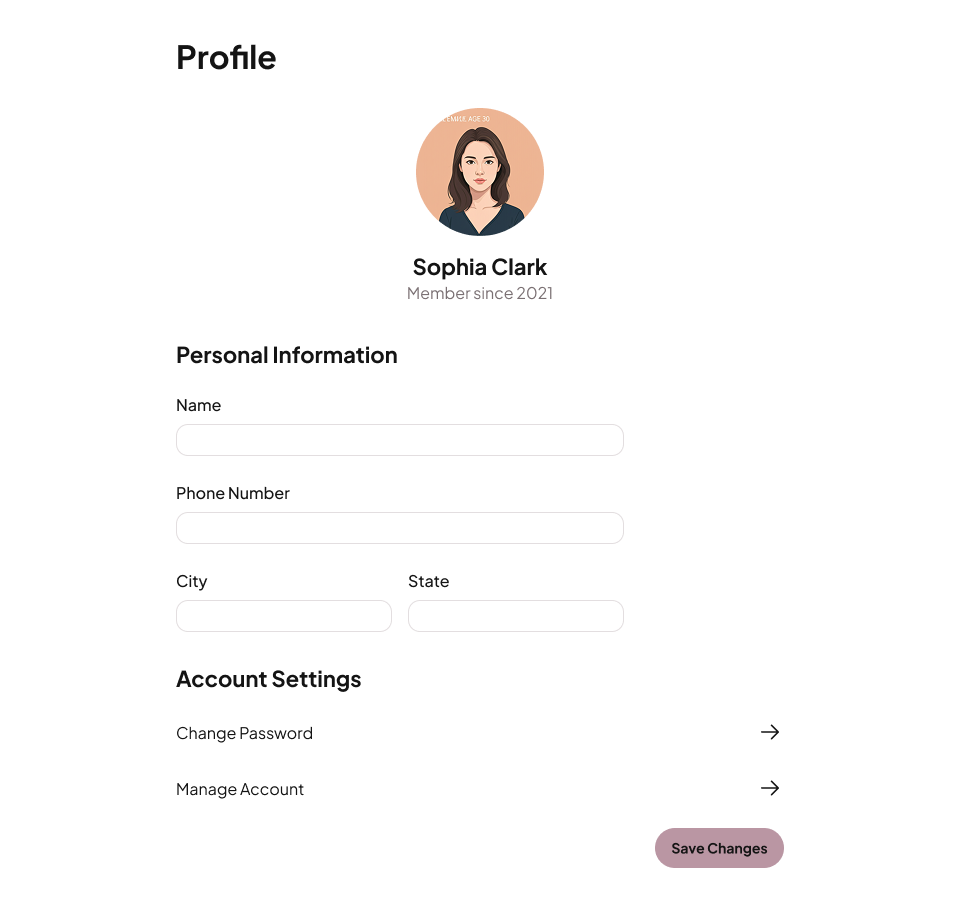 Profile
AGE 30
Sophia Clark
Member since 2021
Personal Information
Name
Phone Number
City State
Account Settings
Change Password
Manage Account
Save Changes